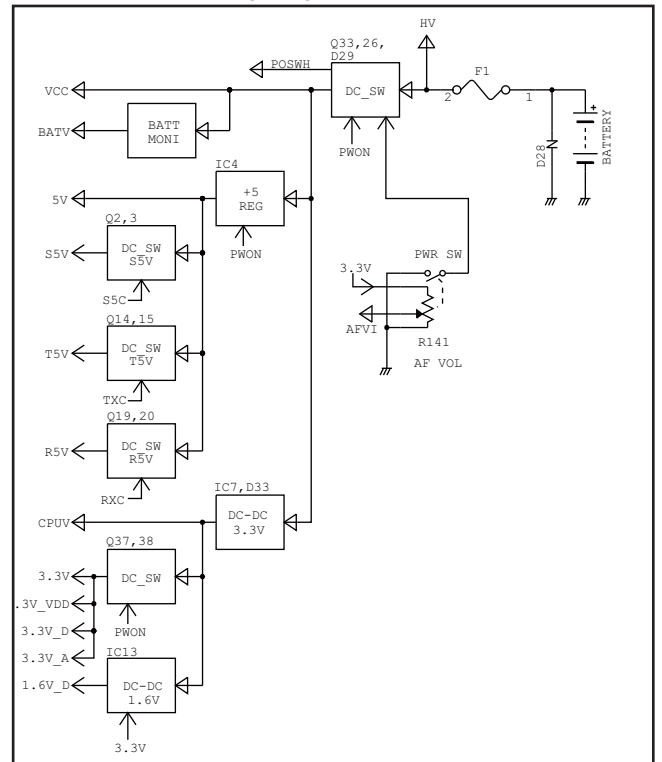 HV
Q33,26,
D29
F1
POSWH
VCC
DC_SW
2
1
+
BATT
MONI
BATV
D28
BATTERY
PWON
IC4
+5
REG
5V
Q2,3
PWON
PWR SW
DC_SW
S5V
S5V
3.3V
S5C
Q14,15
AFVI
R141
DC_SW
T5V
T5V
AF VOL
TXC
Q19,20
DC_SW
R5V
R5V
RXC
IC7,D33
DC-DC
3.3V
CPUV
Q37,38
3.3V
DC_SW
.3V_VDD
3.3V_D
PWON
3.3V_A
IC13
DC-DC
1.6V
1.6V_D
3.3V